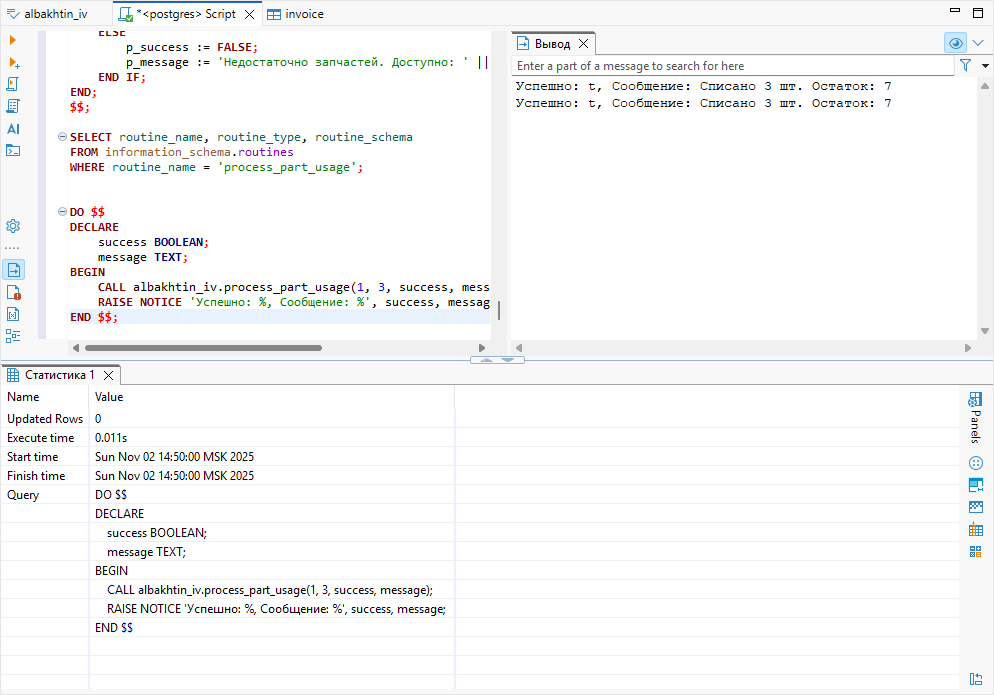 albakhtin_iv
*<postgres> Script
invoice
ELSE
p_success := FALSE;
p_message := 'Недостаточно запчастей. Доступно: ' ||
END IF;
END;
$$;
SELECT routine_name, routine_type, routine_schema
FROM information_schema.routines
WHERE routine_name = 'process_part_usage';
DO $$
DECLARE
success BOOLEAN;
message TEXT;
BEGIN
CALL albakhtin_iv.process_part_usage(1, 3, success, mess
RAISE NOTICE 'Успешно: %, Сообщение: %', success, messag
END $$;
AI
Вывод
Enter a part of a message to search for here
Успешно: t, Сообщение: Списано 3 шт. Остаток: 7
Успешно: t, Сообщение: Списано 3 шт. Остаток: 7
Статистика 1
Name Value
Updated Rows 0
Execute time 0.011s
Start time Sun Nov 02 14:50:00 MSK 2025
Finish time Sun Nov 02 14:50:00 MSK 2025
Query DO $$
DECLARE
success BOOLEAN;
message TEXT;
BEGIN
CALL albakhtin_iv.process_part_usage(1, 3, success, message);
RAISE NOTICE 'Успешно: %, Сообщение: %', success, message;
END $$
Panels